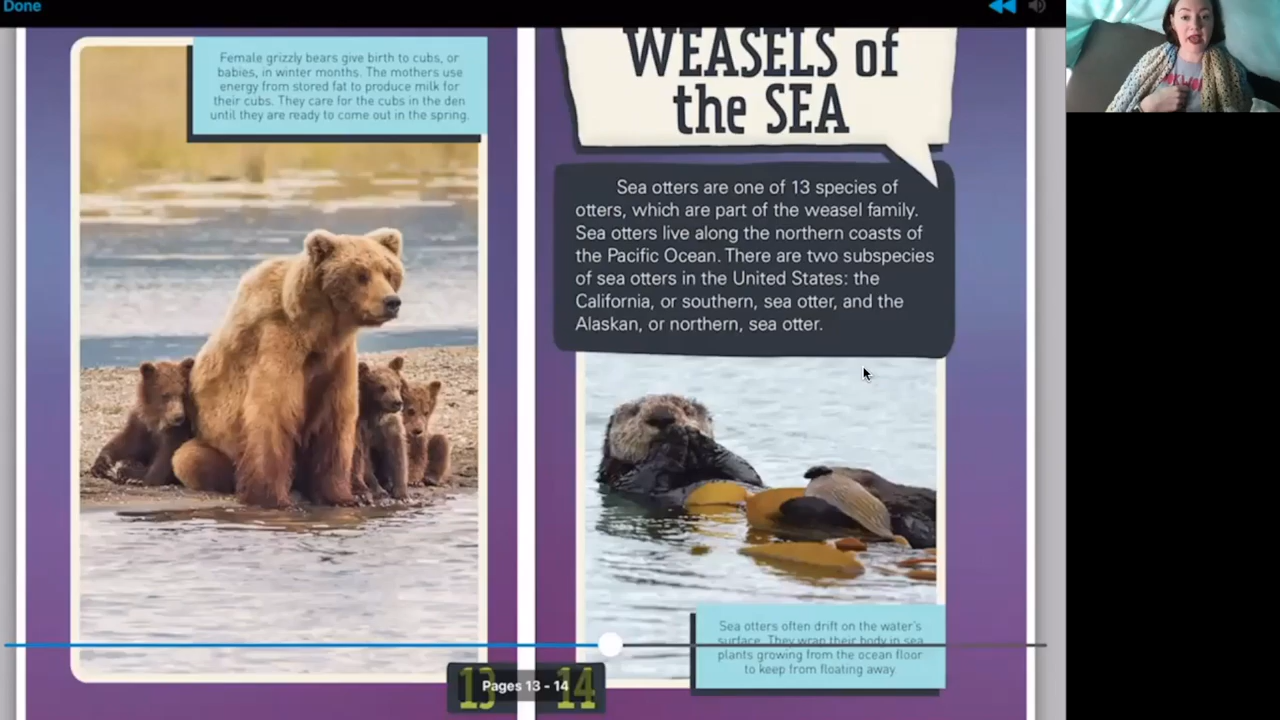 Done
Female grizzly bears give birth to cubs, or
babies, in winter months. The mothers use
energy from stored fat to produce milk for
their cubs. They care for the cubs in the den
until they are ready to come out in the spring.
WEASELS of
the SEA
Sea otters are one of 13 species of
otters, which are part of the weasel family.
Sea otters live along the northern coasts of
the Pacific Ocean. There are two subspecies
of sea otters in the United States: the
California, or southern, sea otter, and the
Alaskan, or northern, sea otter.
Sea otters often drift on the water's
surface. They wrap their body in sea
plants growing from the ocean floor
to keep from floating away
13
Pages 13 - 14
14